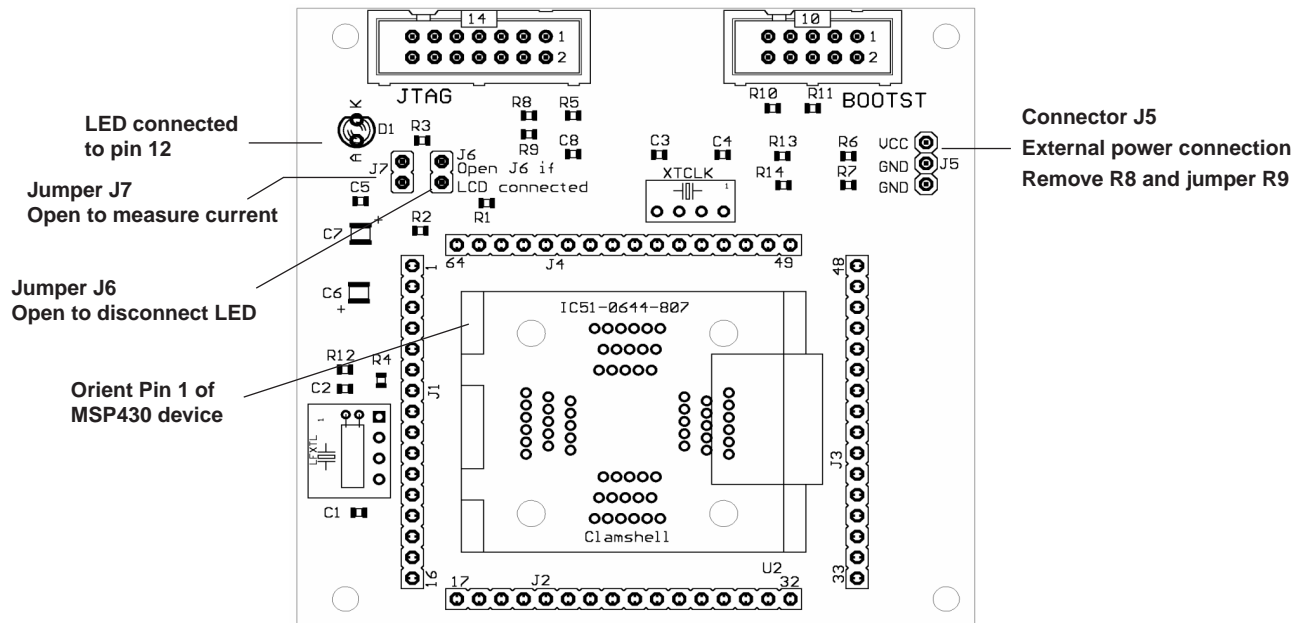 14
1
2
JTAG
10
1
2
BOOTST
LED connected
to pin 12
Jumper J7
Open to measure current
Jumper J6
Open to disconnect LED
Orient Pin 1 of
MSP430 device
Connector J5
External power connection
Remove R8 and jumper R9
K
D1
A
R3
R8
R5
R9
C8
J7
J6
Open J6 if
LCD connected
C5
+
C7
R2
R1
C6
+
C3
C4
XTCLK
1
R10
R11
R13
R14
R6
R7
VCC
GND
GND
J5
64
J4
49
1
J1
16
48
J3
33
IC51-0644-807
Clamshell
U2
17
J2
32
R12
R4
C2
1
LFXTL
C1